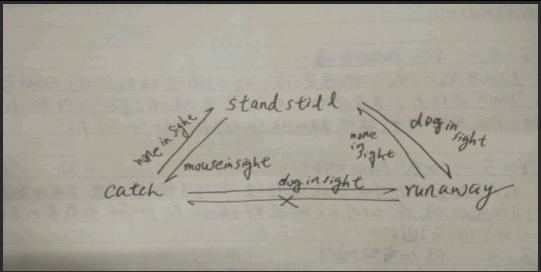 stand still
none in sight
mouse in sight
none
in
sight
dog in
sight
catch
dog in sight
run away